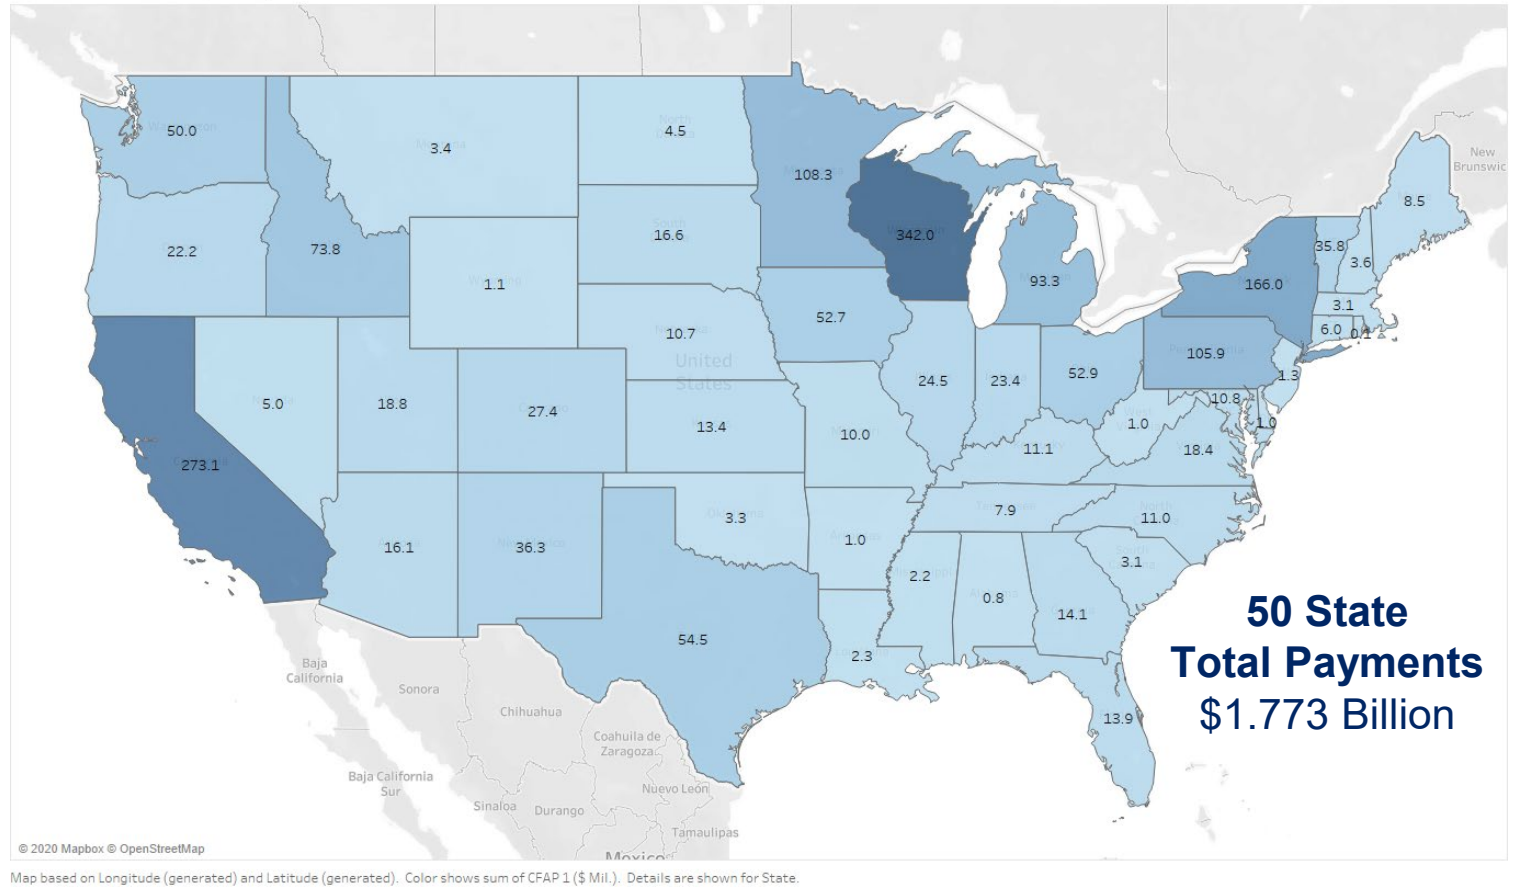 50.0
3.4
North
4.5
108.3
New
Brunswic
8.5
22.2
73.8
1.1
South
16.6
342.0
93.3
166.0
35.8
3.6
3.1
6.0
0.1
10.7
United
States
52.7
105.9
1.3
5.0
18.8
27.4
13.4
10.0
24.5
23.4
52.9
West
1.0
10.8
1.0
18.4
273.1
11.1
16.1
36.3
3.3
1.0
7.9
North
11.0
South
3.1
2.2
0.8
14.1
54.5
2.3
13.9
50 State
Total Payments
$1.773 Billion
Baja
California
Sonora
Chihuahua
Coahuila de
Zaragoza
Baja California
Sur
Sinaloa
Durango
Nuevo León
Tamaulipas
Mexico
© 2020 Mapbox © OpenStreetMap
Map based on Longitude (generated) and Latitude (generated). Color shows sum of CFAP 1 ($ Mil.). Details are shown for State.